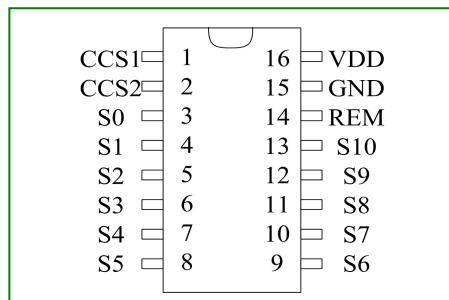 CCS1 1 16 VDD
CCS2 2 15 GND
S0 3 14 REM
S1 4 13 S10
S2 5 12 S9
S3 6 11 S8
S4 7 10 S7
S5 8 9 S6